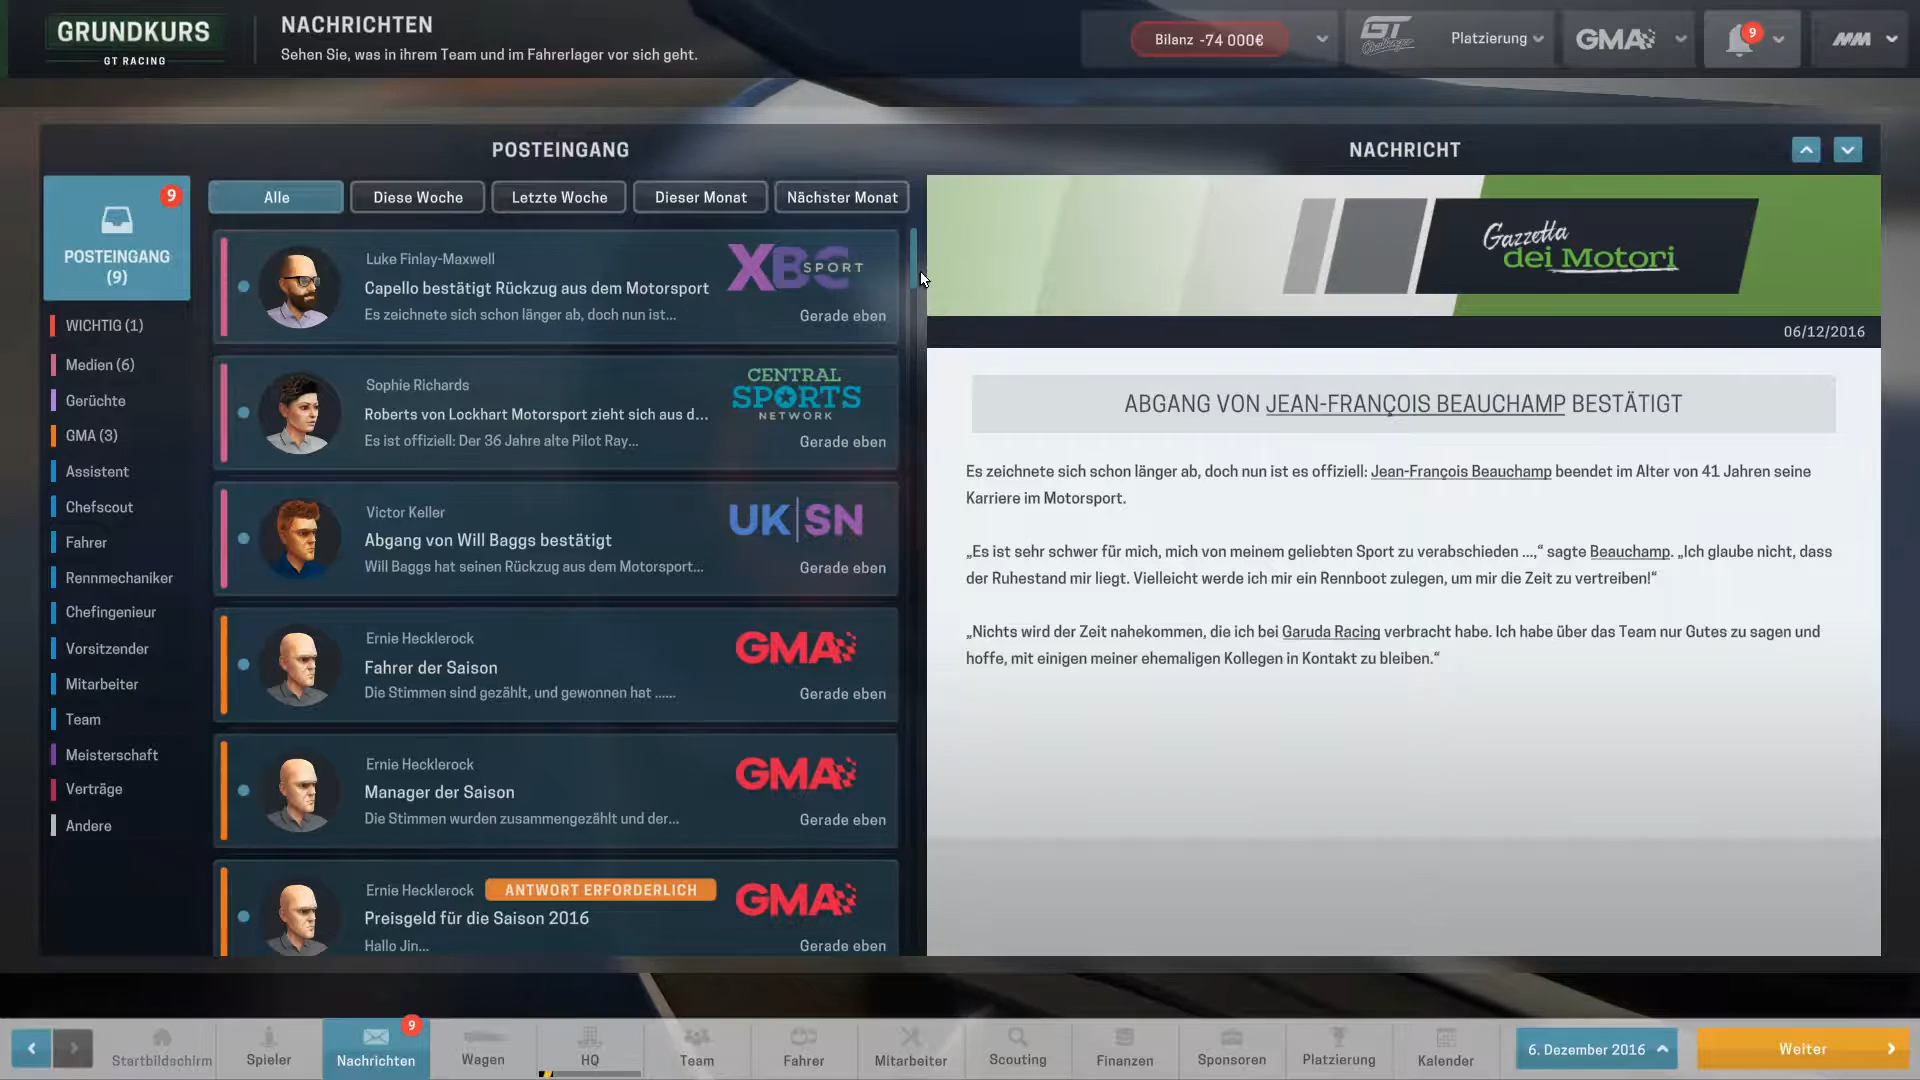 GRUNDKURS
GT RACING
NACHRICHTEN
Sehen Sie, was in ihrem Team und im Fahrerlager vor sich geht.
Bilanz -74 000€
GT
Challenger
Platzierung
GMA
9
MM
POSTEINGANG
NACHRICHT
9
POSTEINGANG
(9)
WICHTIG (1)
Medien (6)
Gerüchte
GMA (3)
Assistent
Chefscout
Fahrer
Rennmechaniker
Chefingenieur
Vorsitzender
Mitarbeiter
Team
Meisterschaft
Verträge
Andere
Alle
Diese Woche
Letzte Woche
Dieser Monat
Nächster Monat
Luke Finlay-Maxwell
Capello bestätigt Rückzug aus dem Motorsport
Es zeichnete sich schon länger ab, doch nun ist...
XBC SPORT
Gerade eben
Sophie Richards
Roberts von Lockhart Motorsport zieht sich aus d...
Es ist offiziell: Der 36 Jahre alte Pilot Ray...
CENTRAL
SPORTS
NETWORK
Gerade eben
Victor Keller
Abgang von Will Baggs bestätigt
Will Baggs hat seinen Rückzug aus dem Motorsport...
UK|SN
Gerade eben
Ernie Hecklerock
Fahrer der Saison
Die Stimmen sind gezählt, und gewonnen hat ......
GMA
Gerade eben
Ernie Hecklerock
Manager der Saison
Die Stimmen wurden zusammengezählt und der...
GMA
Gerade eben
Ernie Hecklerock
ANTWORT ERFORDERLICH
Preisgeld für die Saison 2016
Hallo Jin...
GMA
Gerade eben
Gazzetta
dei Motori
06/12/2016
ABGANG VON JEAN-FRANÇOIS BEAUCHAMP BESTÄTIGT
Es zeichnete sich schon länger ab, doch nun ist es offiziell: Jean-François Beauchamp beendet im Alter von 41 Jahren seine
Karriere im Motorsport.
„Es ist sehr schwer für mich, mich von meinem geliebten Sport zu verabschieden ...,“ sagte Beauchamp. „Ich glaube nicht, dass
der Ruhestand mir liegt. Vielleicht werde ich mir ein Rennboot zulegen, um mir die Zeit zu vertreiben!“
„Nichts wird der Zeit nahekommen, die ich bei Garuda Racing verbracht habe. Ich habe über das Team nur Gutes zu sagen und
hoffe, mit einigen meiner ehemaligen Kollegen in Kontakt zu bleiben.“
Startbildschirm
Spieler
9
Nachrichten
Wagen
HQ
Team
Fahrer
Mitarbeiter
Scouting
Finanzen
Sponsoren
Platzierung
Kalender
6. Dezember 2016
Weiter